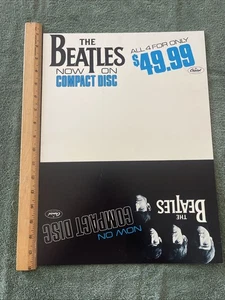 THE
BEATLES
NOW ON
COMPACT DISC
ALL 4 FOR ONLY
$49.99
Capitol
THE
BEATLES
NOW ON
COMPACT DISC
Capitol